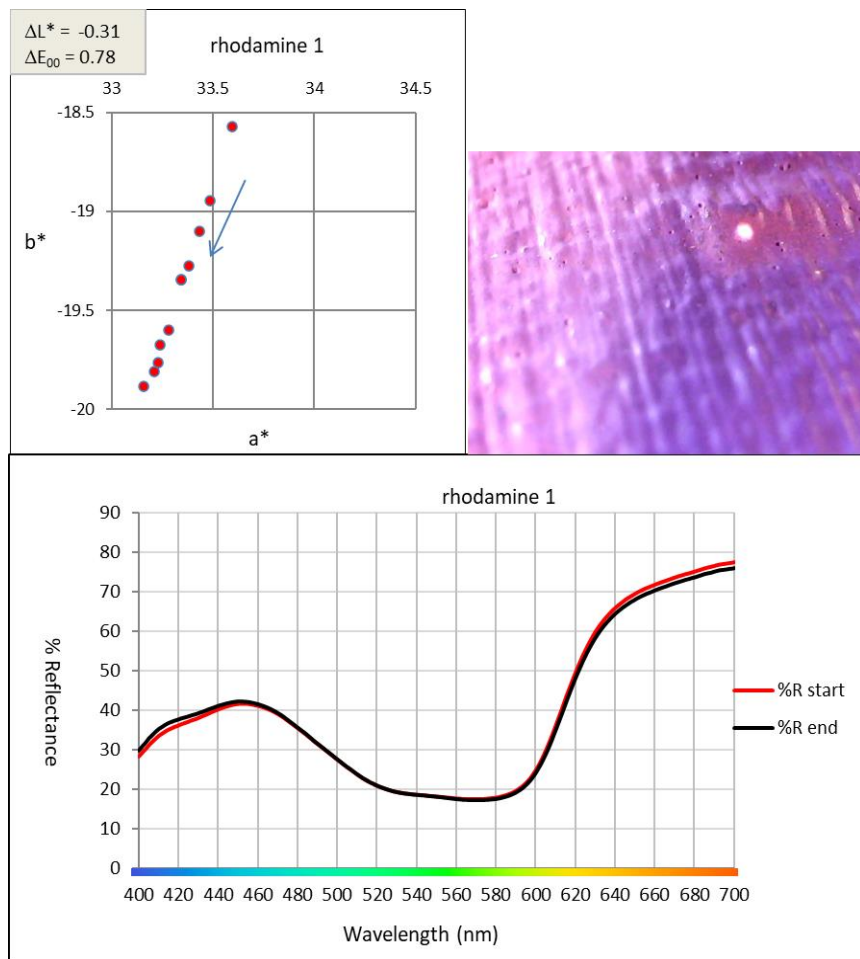 ΔL* = -0.31
ΔE₀₀ = 0.78
rhodamine 1
33 33.5 34 34.5
-18.5
-19
b*
-19.5
-20
a*
rhodamine 1
90
80
70
60
50
40
30
20
10
0
% Reflectance
%R start
%R end
400 420 440 460 480 500 520 540 560 580 600 620 640 660 680 700
Wavelength (nm)